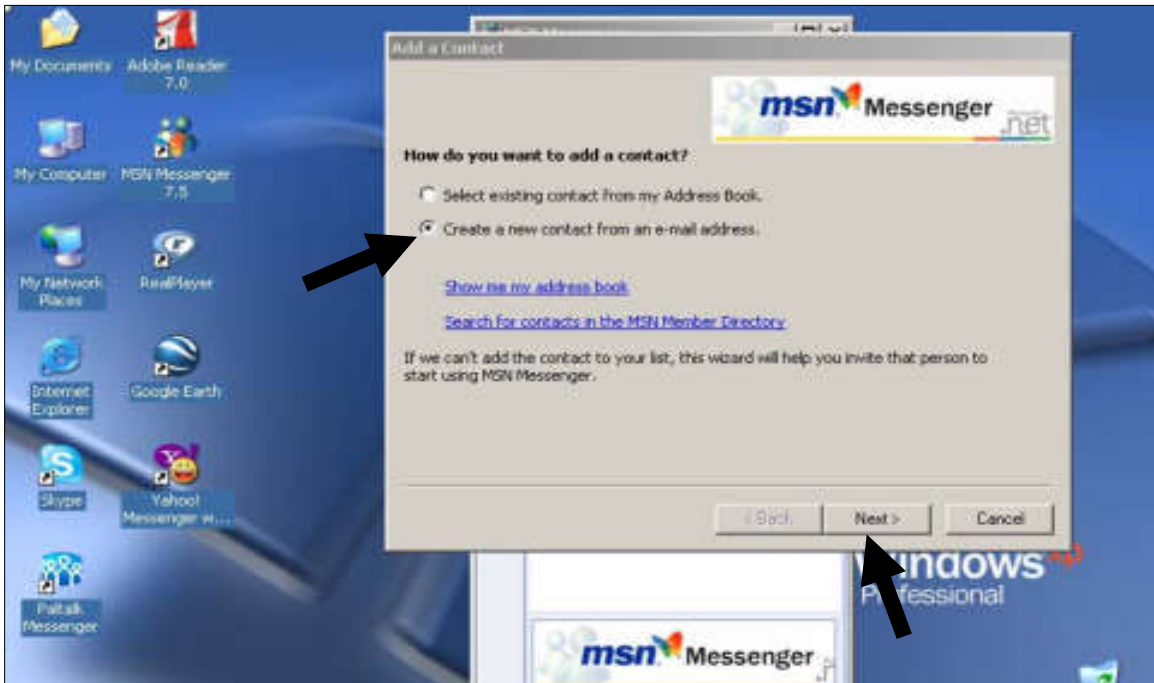 My Documents
Adobe Reader
7.0
My Computer
MSN Messenger
7.5
My Network
Places
RealPlayer
Internet
Explorer
Google Earth
Skype
Yahoo!
Messenger w...
Paltalk
Messenger
Add a Contact
msn Messenger
.net
How do you want to add a contact?
Select existing contact from my Address Book.
Create a new contact from an e-mail address.
Show me my address book
Search for contacts in the MSN Member Directory
If we can't add the contact to your list, this wizard will help you invite that person to
start using MSN Messenger.
< Back
Next >
Cancel
Windows xp
Professional
msn Messenger